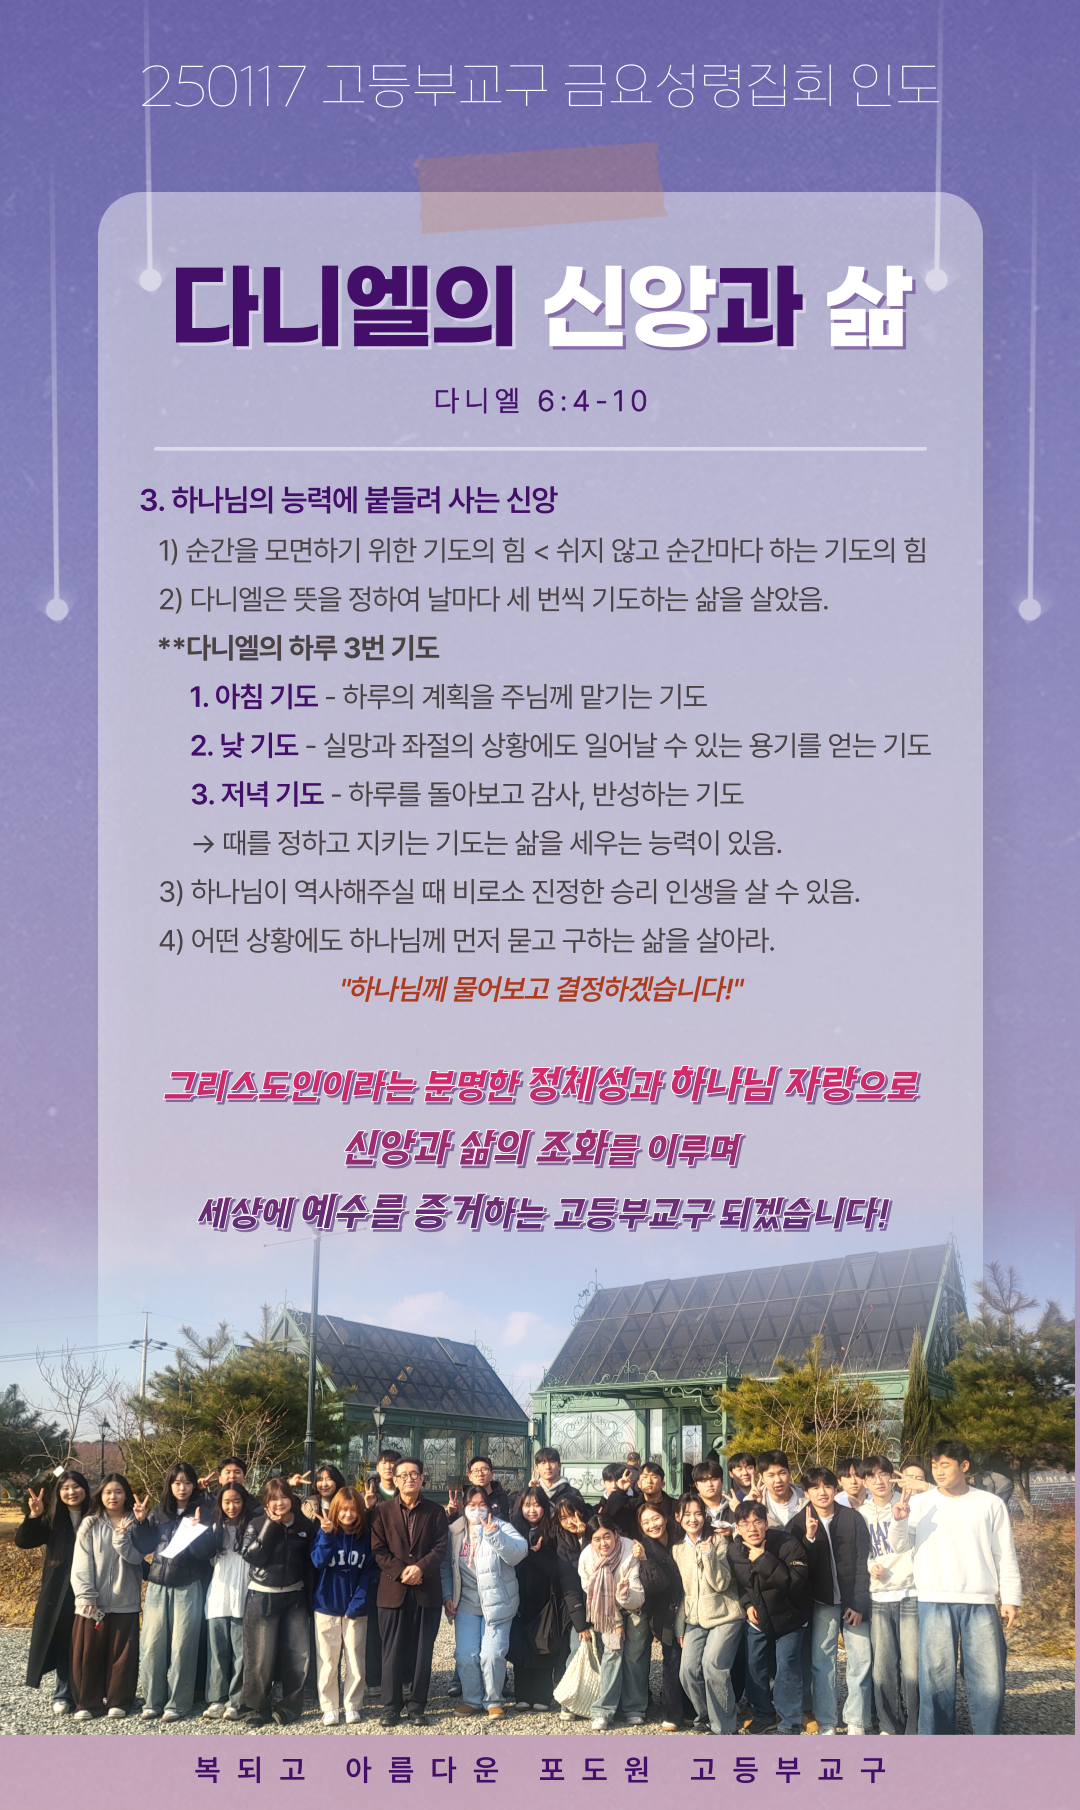 250117 고등부교구 금요성령집회 인도
다니엘의 신앙과 삶
다니엘 6:4-10
3. 하나님의 능력에 붙들려 사는 신앙
1) 순간을 모면하기 위한 기도의 힘 < 쉬지 않고 순간마다 하는 기도의 힘
2) 다니엘은 뜻을 정하여 날마다 세 번씩 기도하는 삶을 살았음.
**다니엘의 하루 3번 기도
1. 아침 기도 - 하루의 계획을 주님께 맡기는 기도
2. 낮 기도 - 실망과 좌절의 상황에도 일어날 수 있는 용기를 얻는 기도
3. 저녁 기도 - 하루를 돌아보고 감사, 반성하는 기도
→ 때를 정하고 지키는 기도는 삶을 세우는 능력이 있음.
3) 하나님이 역사해주실 때 비로소 진정한 승리 인생을 살 수 있음.
4) 어떤 상황에도 하나님께 먼저 묻고 구하는 삶을 살아라.
"하나님께 물어보고 결정하겠습니다!"
그리스도인이라는 분명한 정체성과 하나님 자랑으로
신앙과 삶의 조화를 이루며
세상에 예수를 증거하는 고등부교구 되겠습니다!
복되고 아름다운 포도원 고등부교구